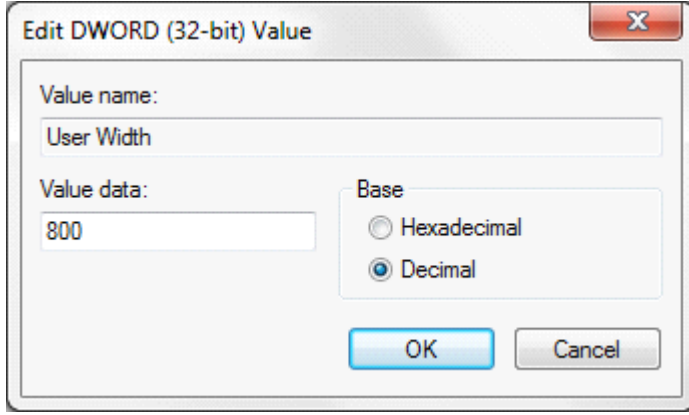 Edit DWORD (32-bit) Value
Value name:
User Width
Value data:
Base
800
Hexadecimal
Decimal
OK
Cancel